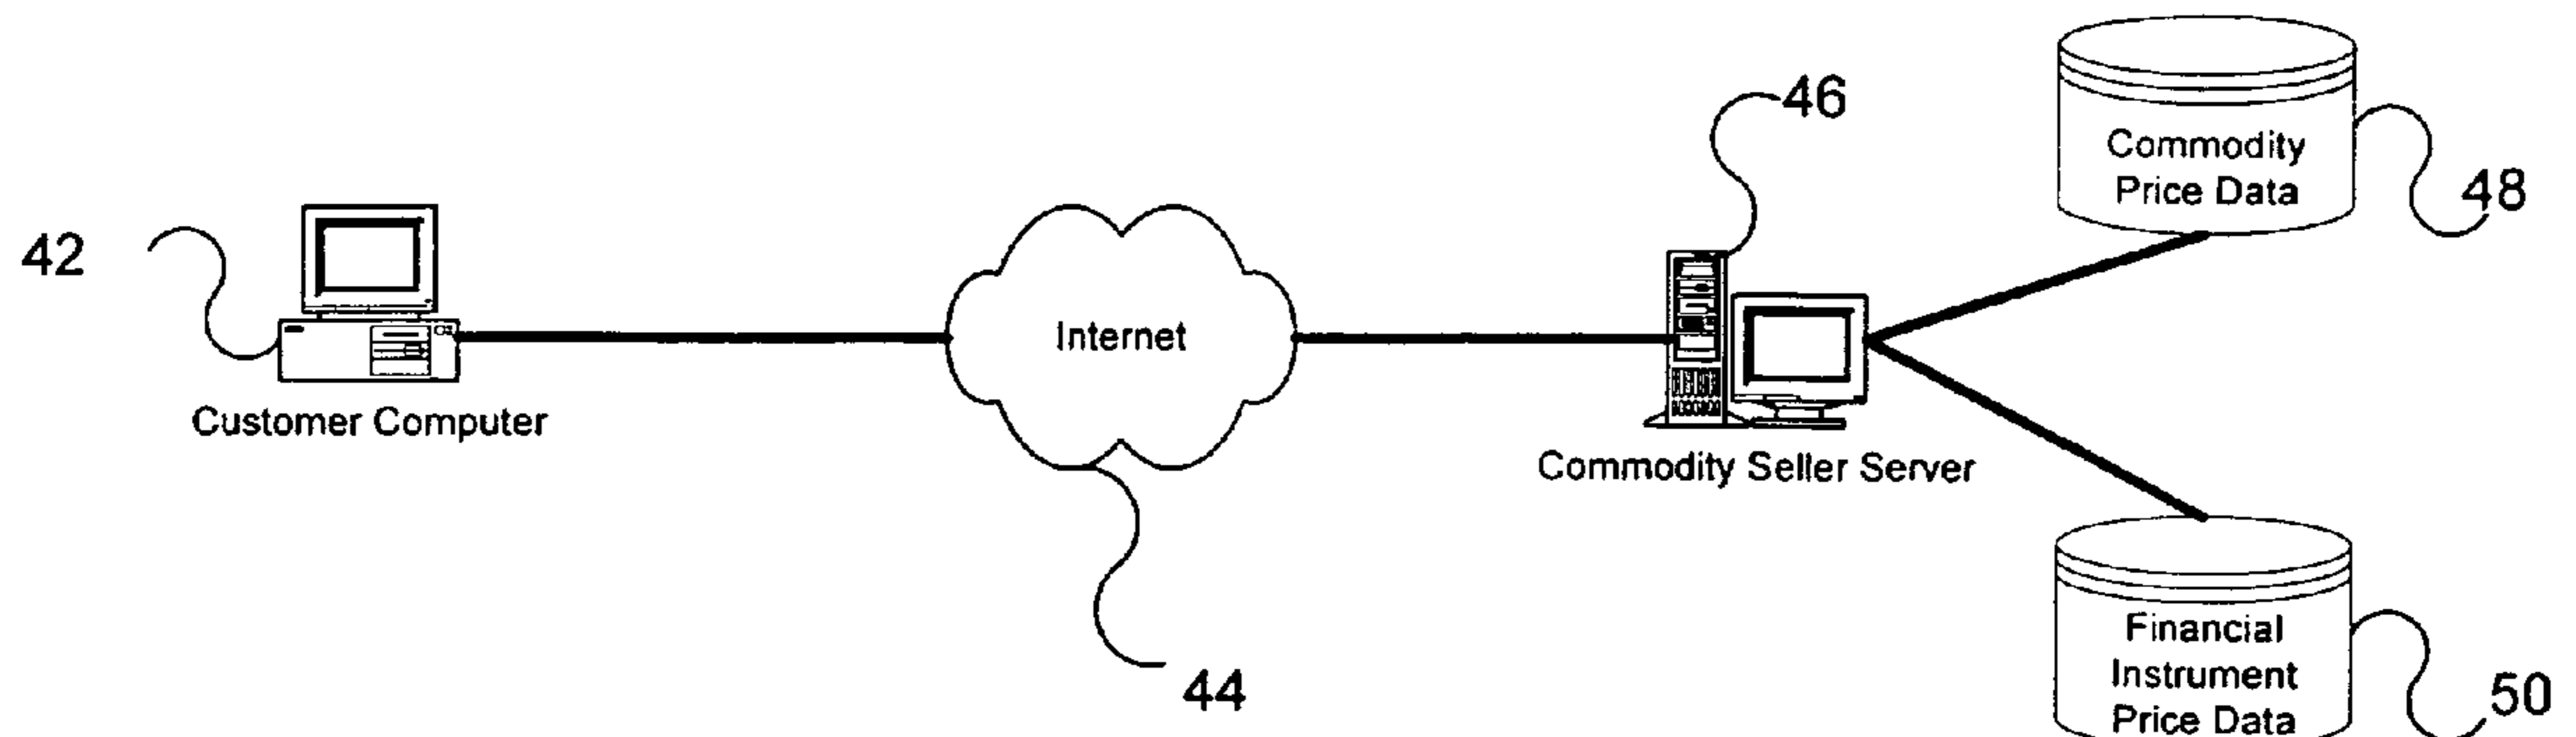 42
Customer Computer
Internet
44
46
Commodity Seller Server
Commodity
Price Data
48
Financial
Instrument
Price Data
50